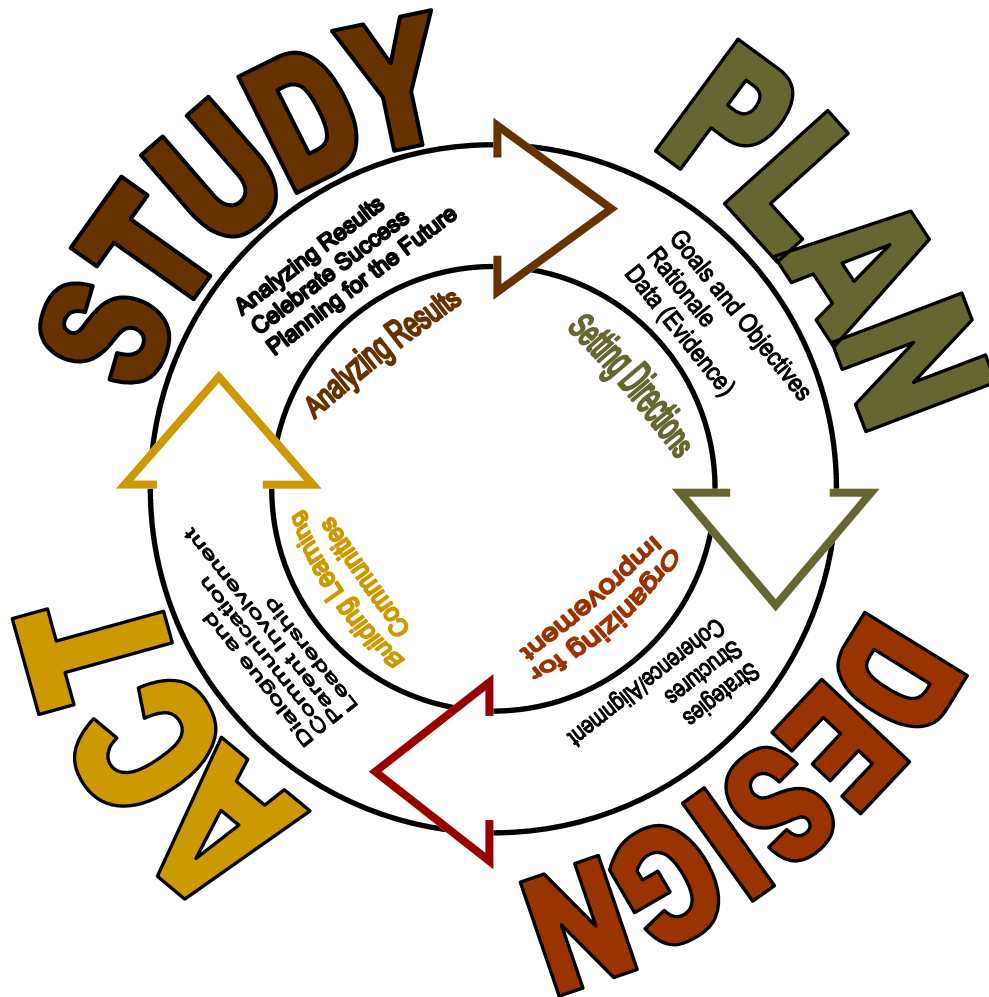 STUDY
Analyzing Results
Celebrate Success
Planning for the Future
Analyzing Results
PLAN
Goals and Objectives
Rationale
Data (Evidence)
Setting Directions
DESIGN
Organizing for
Improvement
Strategies
Structures
Coherence/Alignment
ACT
Building Learning
Communities
Dialogue and
Communication
Parent Involvement
Leadership